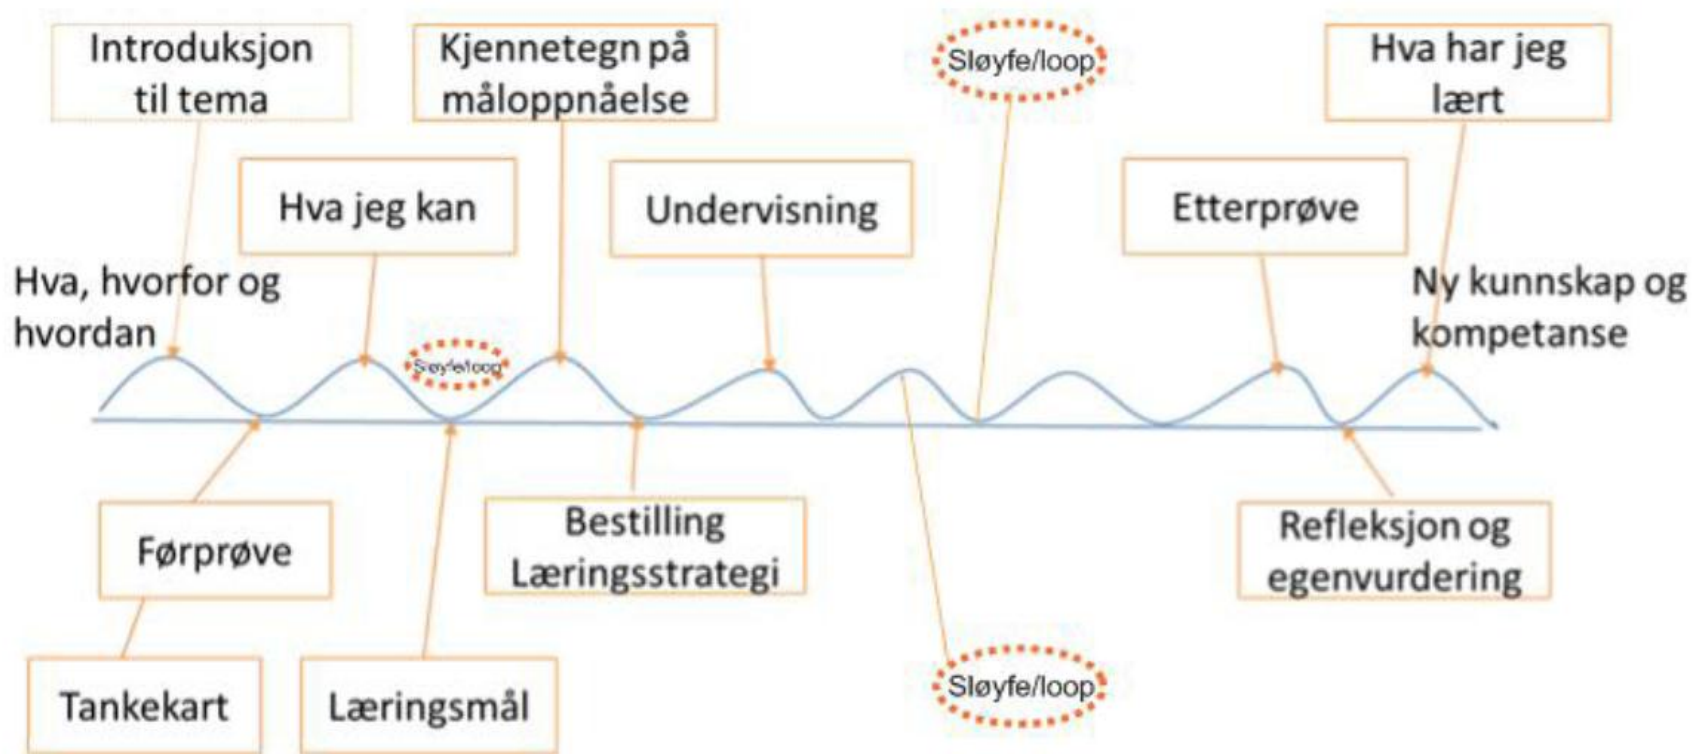 Introduksjon
til tema
Kjennetegn på
måloppnåelse
Sløyfe/loop
Hva har jeg
lært
Hva jeg kan
Undervisning
Etterprøve
Hva, hvorfor og
hvordan
Ny kunnskap og
kompetanse
Sløyfe/loop
Førprøve
Bestilling
Læringsstrategi
Refleksjon og
egenvurdering
Tankekart
Læringsmål
Sløyfe/loop